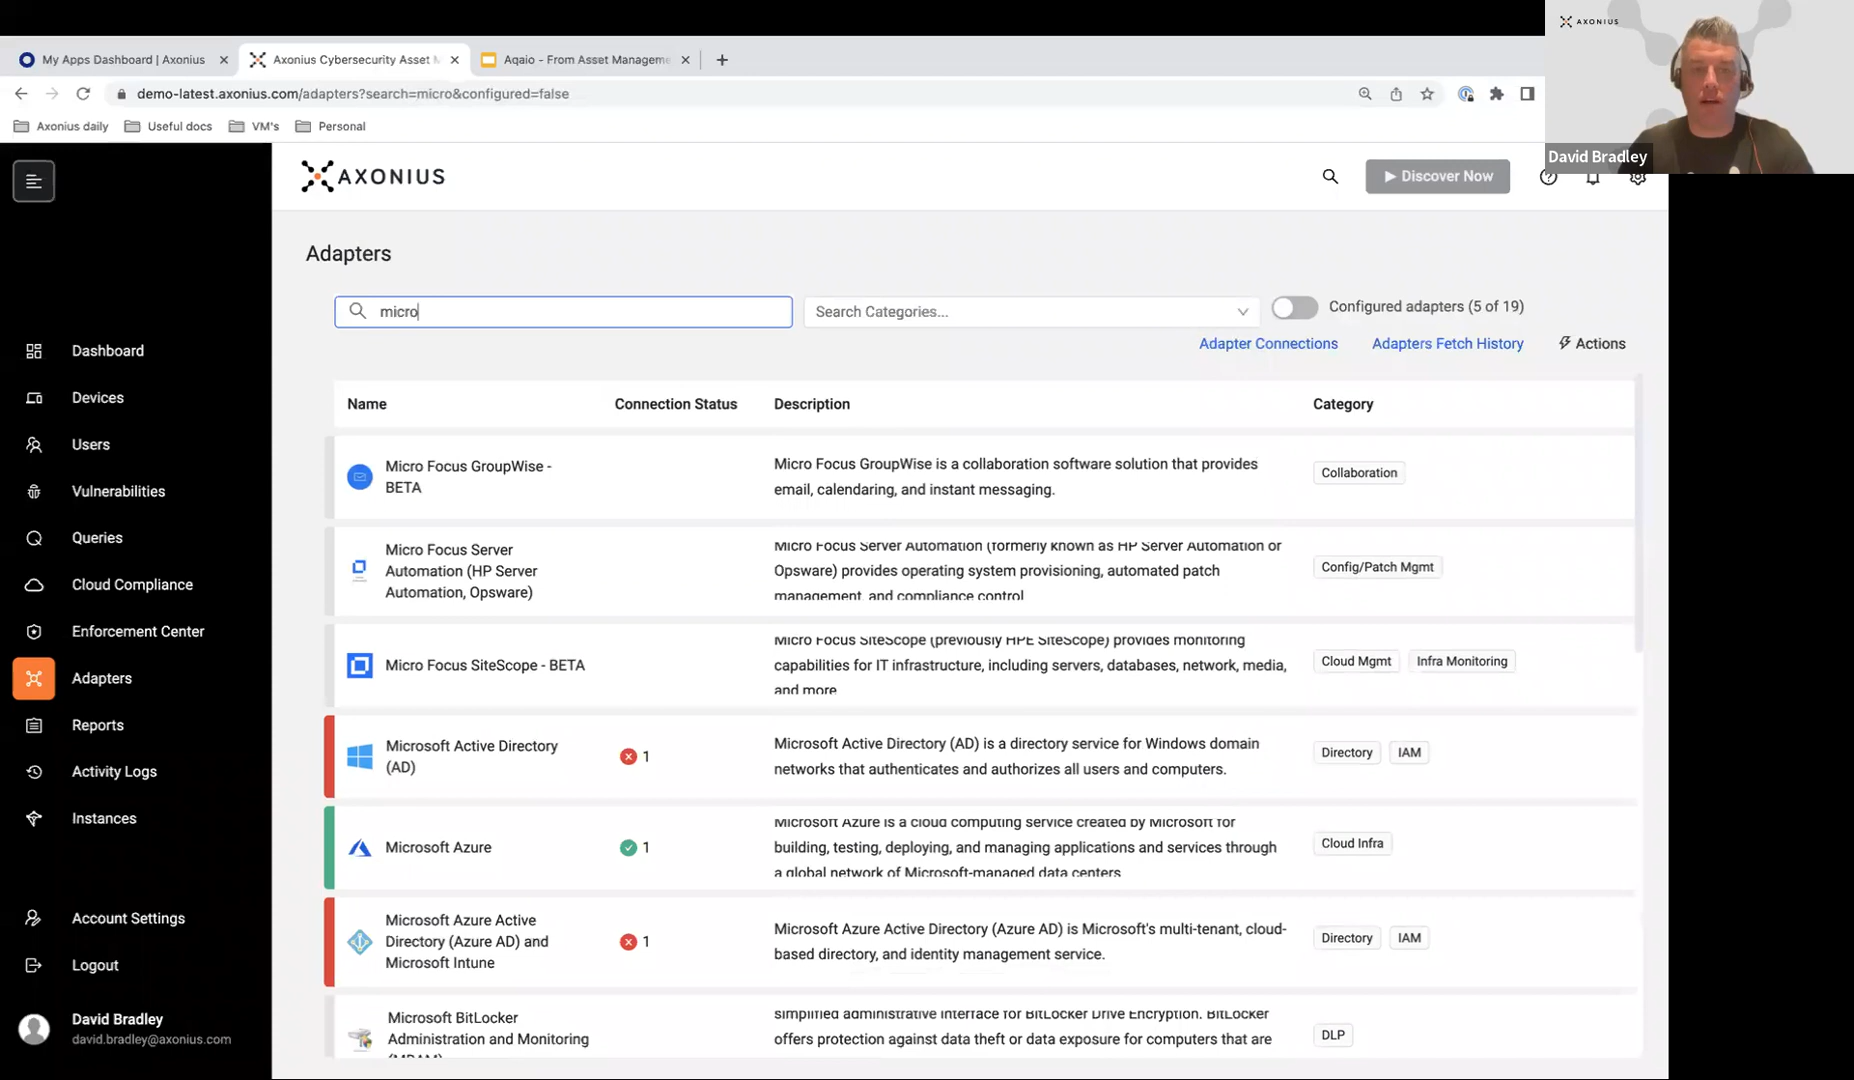 My Apps Dashboard | Axonius
Axonius Cybersecurity Asset M
Aqaio - From Asset Manageme
demo-latest.axonius.com/adapters?search=micro&configured=false
Axonius daily
Useful docs
VM's
Personal
AXONIUS
David Bradley
AXONIUS
Discover Now
Adapters
micro
Search Categories...
Configured adapters (5 of 19)
Adapter Connections
Adapters Fetch History
Actions
Dashboard
Devices
Users
Vulnerabilities
Queries
Cloud Compliance
Enforcement Center
Adapters
Reports
Activity Logs
Instances
Account Settings
Logout
David Bradley
david.bradley@axonius.com
Name
Connection Status
Description
Category
Micro Focus GroupWise -
BETA
Micro Focus GroupWise is a collaboration software solution that provides
email, calendaring, and instant messaging.
Collaboration
Micro Focus Server
Automation (HP Server
Automation, Opsware)
Micro Focus Server Automation (formerly known as HP Server Automation or
Opsware) provides operating system provisioning, automated patch
management, and compliance control
Config/Patch Mgmt
Micro Focus SiteScope - BETA
Micro Focus SiteScope (previously HPE SiteScope) provides monitoring
capabilities for IT infrastructure, including servers, databases, network, media,
and more
Cloud Mgmt
Infra Monitoring
Microsoft Active Directory
(AD)
1
Microsoft Active Directory (AD) is a directory service for Windows domain
networks that authenticates and authorizes all users and computers.
Directory
IAM
Microsoft Azure
1
Microsoft Azure is a cloud computing service created by Microsoft for
building, testing, deploying, and managing applications and services through
a global network of Microsoft-managed data centers
Cloud Infra
Microsoft Azure Active
Directory (Azure AD) and
Microsoft Intune
1
Microsoft Azure Active Directory (Azure AD) is Microsoft's multi-tenant, cloud-
based directory, and identity management service.
Directory
IAM
Microsoft BitLocker
Administration and Monitoring
(MBAM)
simplified administrative interface for BitLocker Drive Encryption. BitLocker
offers protection against data theft or data exposure for computers that are
DLP